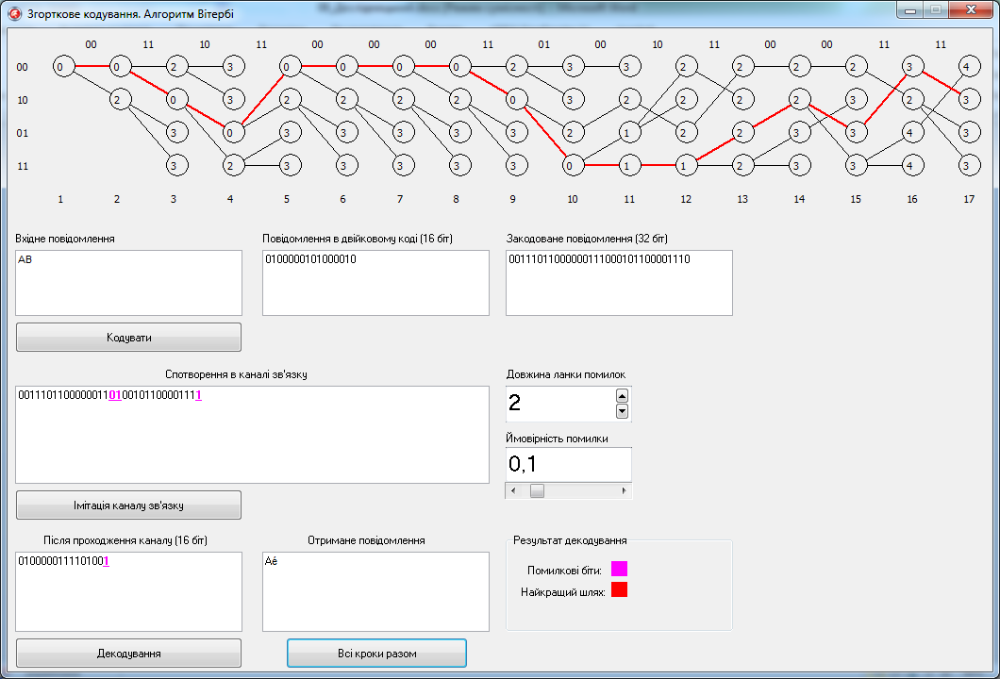 Згорткове кодування. Алгоритм Вітербі
00 11 10 11 00 00 00 11 01 00 10 11 00 00 11 11
00 0 0 2 3 0 0 0 0 2 3 3 2 2 2 2 3 4
10 2 0 3 2 2 2 2 0 3 2 2 2 2 3 2 3
01 3 0 3 3 3 3 3 2 1 2 2 3 3 4 3
11 3 2 3 3 3 3 3 0 1 1 2 3 3 4 3
1 2 3 4 5 6 7 8 9 10 11 12 13 14 15 16 17
Вхідне повідомлення
AB
Повідомлення в двійковому коді (16 біт)
0100000101000010
Закодоване повідомлення (32 біт)
00111011000000111000101100001110
Кодувати
Спотворення в каналі зв'язку
00111011000000110100101100001111
Довжина ланки помилок
2
Ймовірність помилки
0,1
Імітація каналу зв'язку
Після проходження каналу (16 біт)
0100000111101001
Отримане повідомлення
Aé
Результат декодування
Помилкові біти:
Найкращий шлях:
Декодування
Всі кроки разом